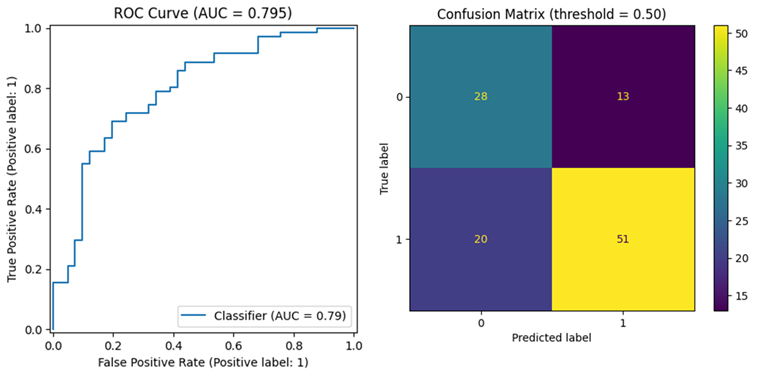 ROC Curve (AUC = 0.795)
True Positive Rate (Positive label: 1)
1.0
0.8
0.6
0.4
0.2
0.0
Classifier (AUC = 0.79)
0.0 0.2 0.4 0.6 0.8 1.0
False Positive Rate (Positive label: 1)
Confusion Matrix (threshold = 0.50)
True label
0
1
28 13
20 51
0 1
Predicted label
50
45
40
35
30
25
20
15